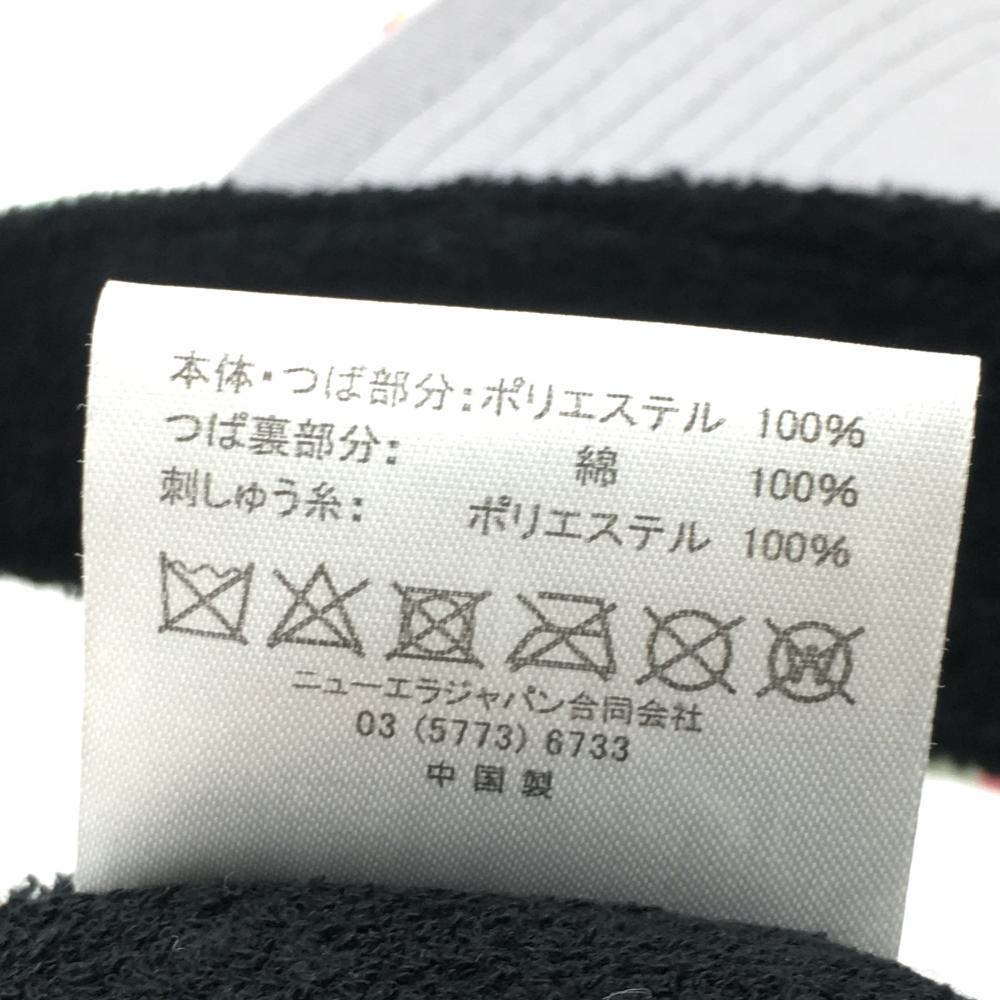 本体・つば部分:ポリエステル 100%
つば裏部分: 綿 100%
刺しゅう糸: ポリエステル 100%
ニューエラジャパン合同会社
03 (5773) 6733
中国製